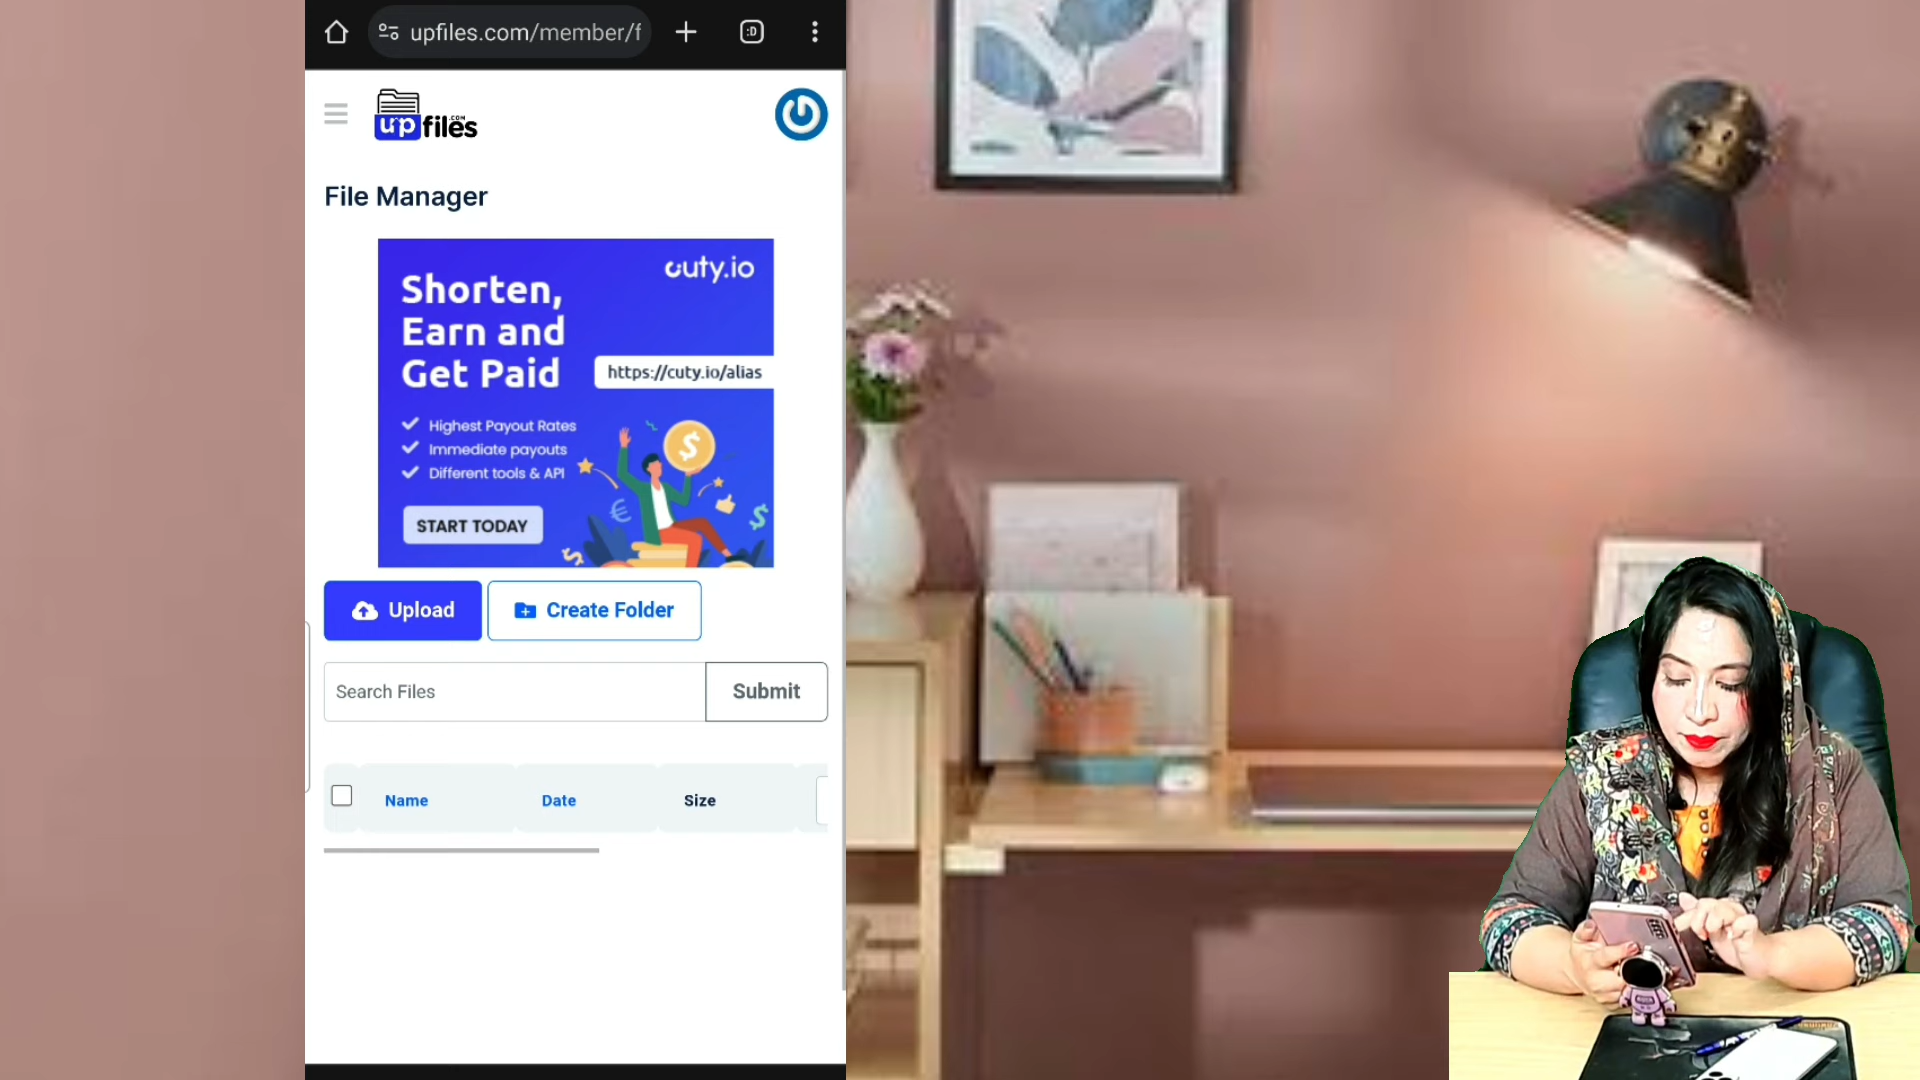 upfiles.com/member/f
:D
up files
.COM
File Manager
cuty.io
Shorten,
Earn and
Get Paid
https://cuty.io/alias
Highest Payout Rates
Immediate payouts
Different tools & API
START TODAY
Upload
Create Folder
Search Files
Submit
Name
Date
Size